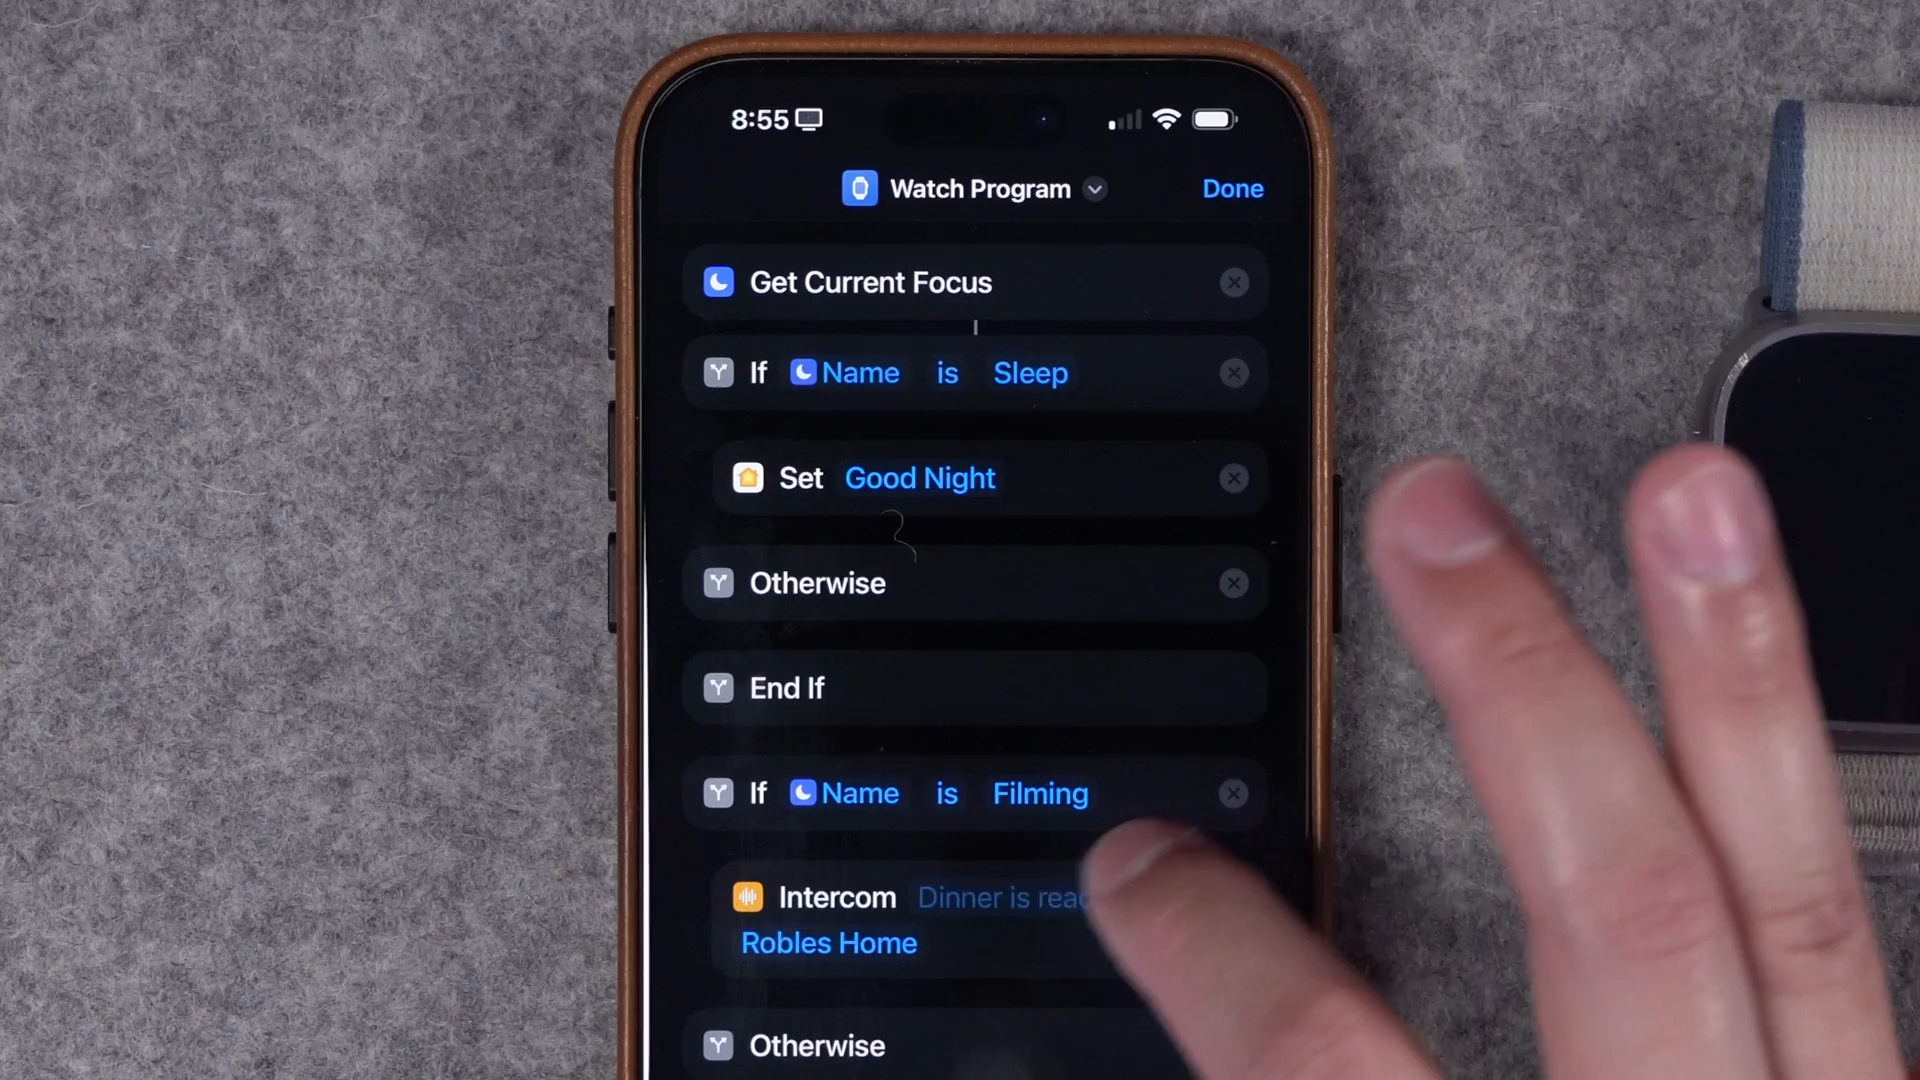 8:55
Watch Program
Done
Get Current Focus
If Name is Sleep
Set Good Night
Otherwise
End If
If Name is Filming
Intercom Dinner is
Robles Home
Otherwise